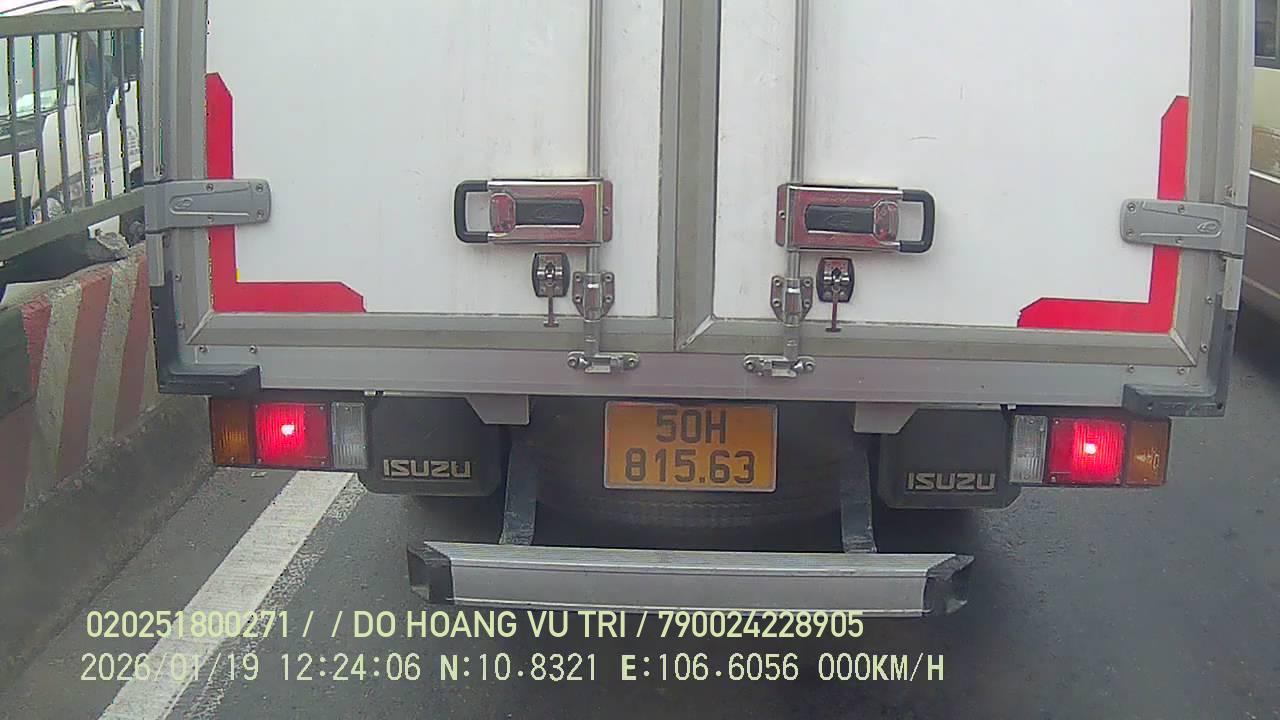 50H
815.63
ISUZU
ISUZU
020251800271 / / DO HOANG VU TRI / 790024228905
2026/01/19 12:24:06 N:10.8321 E:106.6056 000KM/H